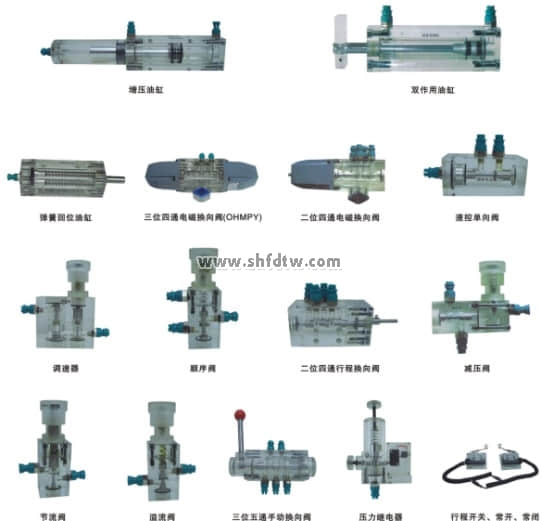 增压油缸
双作用油缸
弹簧回位油缸
三位四通电磁换向阀(OHMPY)
二位四通电磁换向阀
液控单向阀
www.shfdtw.com
调速器
顺序阀
二位四通行程换向阀
减压阀
节流阀
溢流阀
三位五通手动换向阀
压力继电器
行程开关、常开、常闭